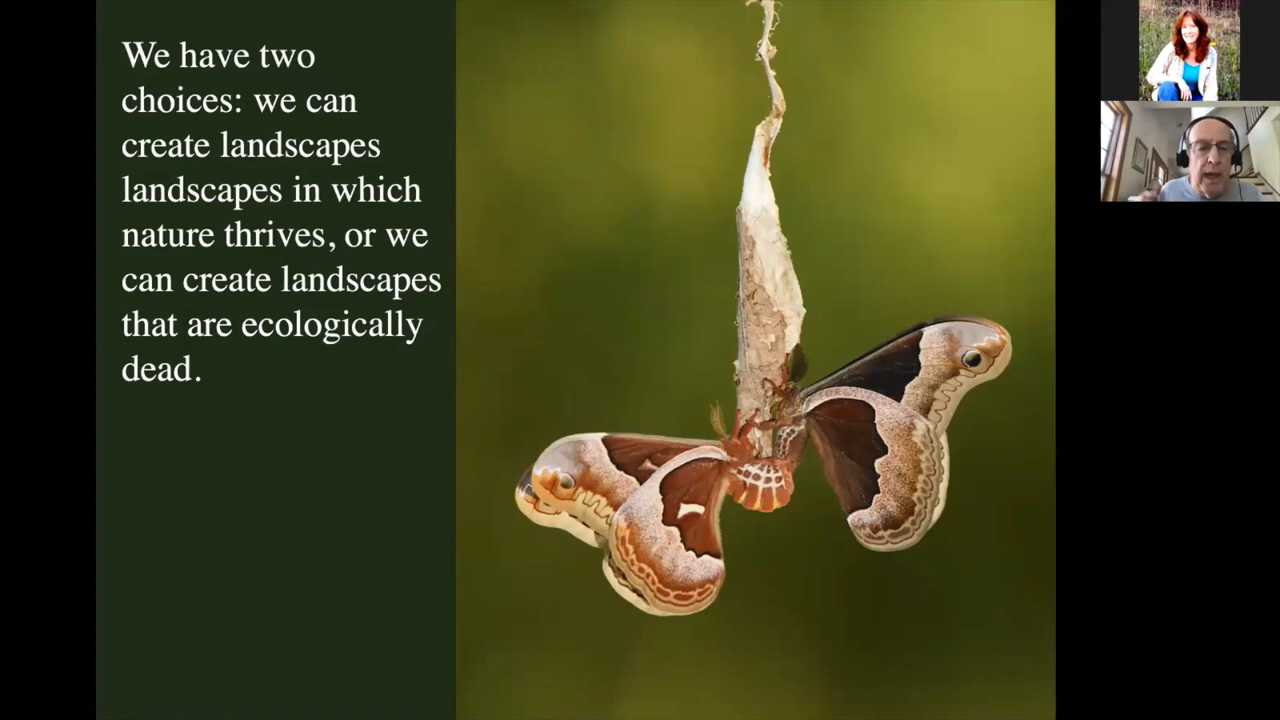 We have two
choices: we can
create landscapes
landscapes in which
nature thrives, or we
can create landscapes
that are ecologically
dead.